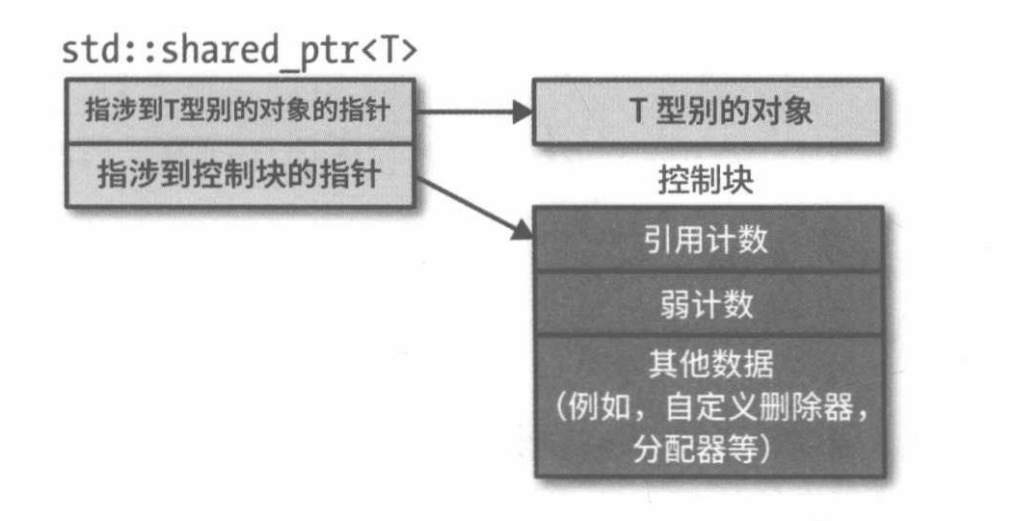 std::shared_ptr<T>
指涉到T型别的对象的指针
T 型别的对象
指涉到控制块的指针
控制块
引用计数
弱计数
其他数据
（例如，自定义删除器，
分配器等）